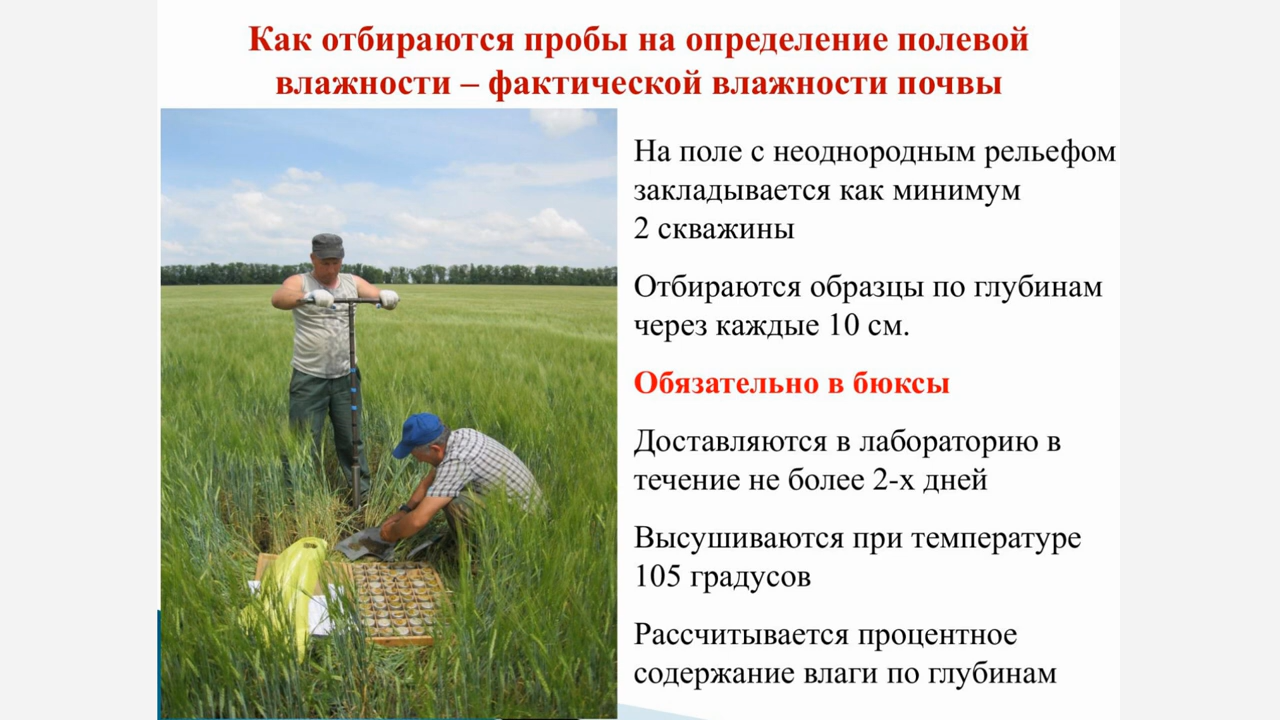 Как отбираются пробы на определение полевой
влажности – фактической влажности почвы
На поле с неоднородным рельефом
закладывается как минимум
2 скважины
Отбираются образцы по глубинам
через каждые 10 см.
Обязательно в бюксы
Доставляются в лабораторию в
течение не более 2-х дней
Высушиваются при температуре
105 градусов
Рассчитывается процентное
содержание влаги по глубинам